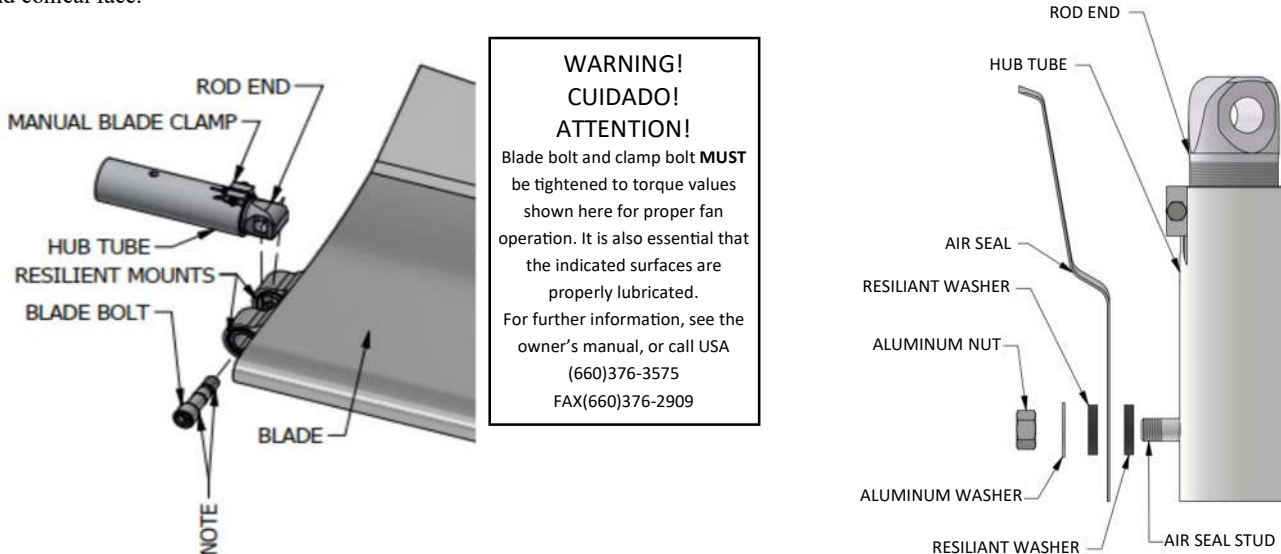 ROD END
MANUAL BLADE CLAMP
HUB TUBE
RESILIENT MOUNTS
BLADE BOLT
BLADE
NOTE
WARNING!
CUIDADO!
ATTENTION!
Blade bolt and clamp bolt MUST
be tightened to torque values
shown here for proper fan
operation. It is also essential that
the indicated surfaces are
properly lubricated.
For further information, see the
owner's manual, or call USA
(660)376-3575
FAX(660)376-2909
ROD END
HUB TUBE
AIR SEAL
RESILIANT WASHER
ALUMINUM NUT
ALUMINUM WASHER
RESILIANT WASHER
AIR SEAL STUD